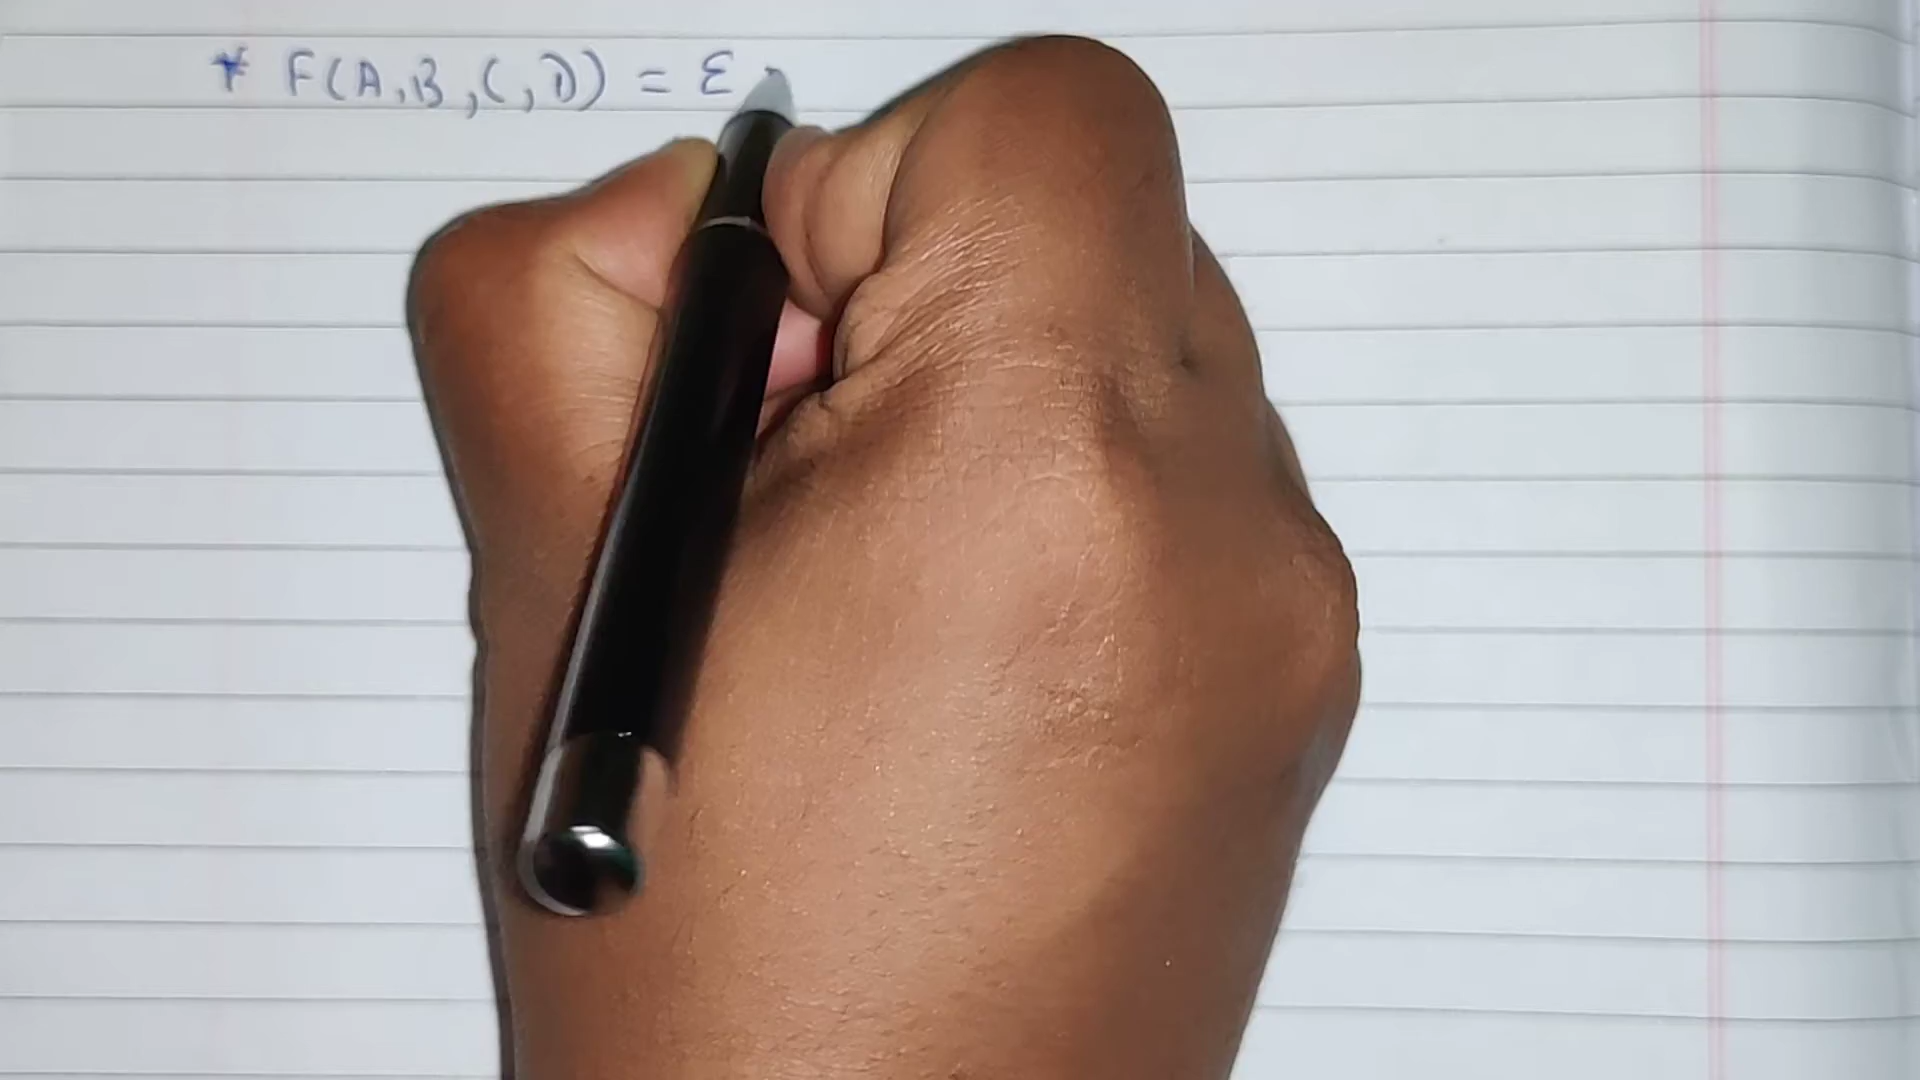 * F(A,B,C,D) = Σ